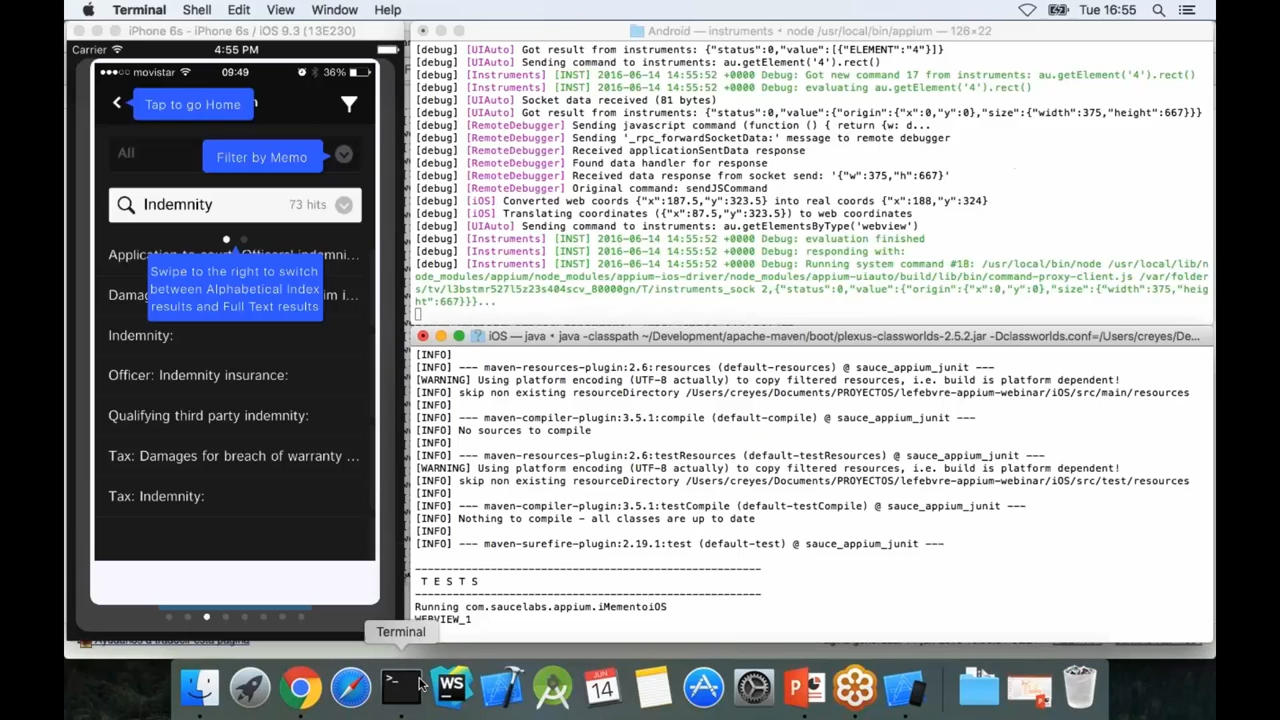 Terminal Shell Edit View Window Help
Tue 16:55
iPhone 6s - iPhone 6s / iOS 9.3 (13E230)
Carrier
4:55 PM
movistar
09:49
36%
Tap to go Home
All
Filter by Memo
Indemnity
73 hits
Swipe to the right to switch
between Alphabetical Index
results and Full Text results
Indemnity:
Officer: Indemnity insurance:
Qualifying third party indemnity:
Tax: Damages for breach of warranty ...
Tax: Indemnity:
Android — instruments • node /usr/local/bin/appium — 126×22
[debug] [UIAuto] Got result from instruments: {"status":0,"value":[{"ELEMENT":"4"}]}
[debug] [UIAuto] Sending command to instruments: au.getElement('4').rect()
[debug] [Instruments] [INST] 2016-06-14 14:55:52 +0000 Debug: Got new command 17 from instruments: au.getElement('4').rect()
[debug] [Instruments] [INST] 2016-06-14 14:55:52 +0000 Debug: evaluating au.getElement('4').rect()
[debug] [UIAuto] Socket data received (81 bytes)
[debug] [UIAuto] Got result from instruments: {"status":0,"value":{"origin":{"x":0,"y":0},"size":{"width":375,"height":667}}}
[debug] [RemoteDebugger] Sending javascript command (function () { return {w: d...
[debug] [RemoteDebugger] Sending '_rpc_forwardSocketData:' message to remote debugger
[debug] [RemoteDebugger] Received applicationSentData response
[debug] [RemoteDebugger] Found data handler for response
[debug] [RemoteDebugger] Received data response from socket send: '{"w":375,"h":667}'
[debug] [RemoteDebugger] Original command: sendJSCommand
[debug] [iOS] Converted web coords {"x":187.5,"y":323.5} into real coords {"x":188,"y":324}
[debug] [iOS] Translating coordinates ({"x":87.5,"y":323.5}) to web coordinates
[debug] [UIAuto] Sending command to instruments: au.getElementsByType('webview')
[debug] [Instruments] [INST] 2016-06-14 14:55:52 +0000 Debug: evaluation finished
[debug] [Instruments] [INST] 2016-06-14 14:55:52 +0000 Debug: responding with:
[debug] [Instruments] [INST] 2016-06-14 14:55:52 +0000 Debug: Running system command #18: /usr/local/bin/node /usr/local/lib/n
ode_modules/appium/node_modules/appium-ios-driver/node_modules/appium-uiauto/build/lib/bin/command-proxy-client.js /var/folder
s/tv/l3bstmr527l5z23s404scv_80000gn/T/instruments_sock 2,{"status":0,"value":{"origin":{"x":0,"y":0},"size":{"width":375,"heig
ht":667}}}...
iOS — java • java -classpath ~/Development/apache-maven/boot/plexus-classworlds-2.5.2.jar -Dclassworlds.conf=/Users/creyes/De...
[INFO]
[INFO] --- maven-resources-plugin:2.6:resources (default-resources) @ sauce_appium_junit ---
[WARNING] Using platform encoding (UTF-8 actually) to copy filtered resources, i.e. build is platform dependent!
[INFO] skip non existing resourceDirectory /Users/creyes/Documents/PROYECTOS/lefebvre-appium-webinar/iOS/src/main/resources
[INFO]
[INFO] --- maven-compiler-plugin:3.5.1:compile (default-compile) @ sauce_appium_junit ---
[INFO] No sources to compile
[INFO]
[INFO] --- maven-resources-plugin:2.6:testResources (default-testResources) @ sauce_appium_junit ---
[WARNING] Using platform encoding (UTF-8 actually) to copy filtered resources, i.e. build is platform dependent!
[INFO] skip non existing resourceDirectory /Users/creyes/Documents/PROYECTOS/lefebvre-appium-webinar/iOS/src/test/resources
[INFO]
[INFO] --- maven-compiler-plugin:3.5.1:testCompile (default-testCompile) @ sauce_appium_junit ---
[INFO] Nothing to compile - all classes are up to date
[INFO]
[INFO] --- maven-surefire-plugin:2.19.1:test (default-test) @ sauce_appium_junit ---
-------------------------------------------------------
T E S T S
-------------------------------------------------------
Running com.saucelabs.appium.iMementoiOS
WEBVIEW_1
Terminal
WS
JUN
14